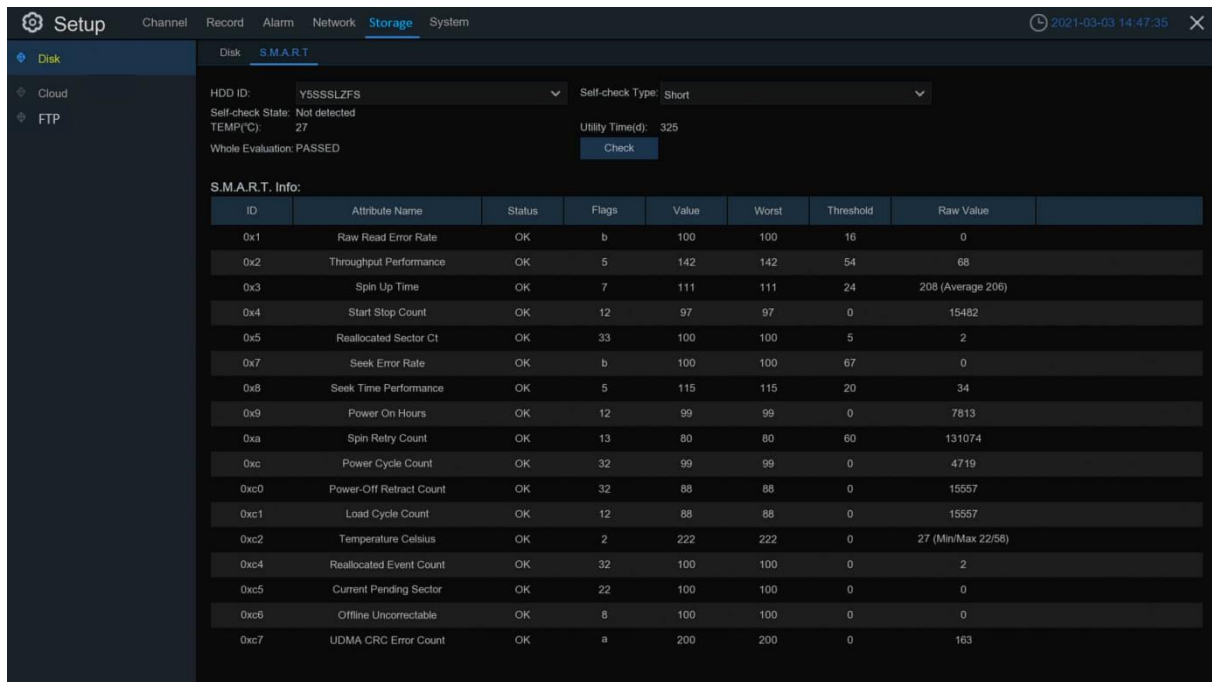 Setup Channel Record Alarm Network Storage System 2021-03-03 14:47:35
Disk
Cloud
FTP
Disk S.M.A.R.T
HDD ID: Y5SSSLZFS Self-check Type: Short
Self-check State: Not detected
TEMP(°C): 27 Utility Time(d): 325
Whole Evaluation: PASSED Check
S.M.A.R.T. Info:
ID Attribute Name Status Flags Value Worst Threshold Raw Value
0x1 Raw Read Error Rate OK b 100 100 16 0
0x2 Throughput Performance OK 5 142 142 54 68
0x3 Spin Up Time OK 7 111 111 24 208 (Average 206)
0x4 Start Stop Count OK 12 97 97 0 15482
0x5 Reallocated Sector Ct OK 33 100 100 5 2
0x7 Seek Error Rate OK b 100 100 67 0
0x8 Seek Time Performance OK 5 115 115 20 34
0x9 Power On Hours OK 12 99 99 0 7813
0xa Spin Retry Count OK 13 80 80 60 131074
0xc Power Cycle Count OK 32 99 99 0 4719
0xc0 Power-Off Retract Count OK 32 88 88 0 15557
0xc1 Load Cycle Count OK 12 88 88 0 15557
0xc2 Temperature Celsius OK 2 222 222 0 27 (Min/Max 22/58)
0xc4 Reallocated Event Count OK 32 100 100 0 2
0xc5 Current Pending Sector OK 22 100 100 0 0
0xc6 Offline Uncorrectable OK 8 100 100 0 0
0xc7 UDMA CRC Error Count OK a 200 200 0 163